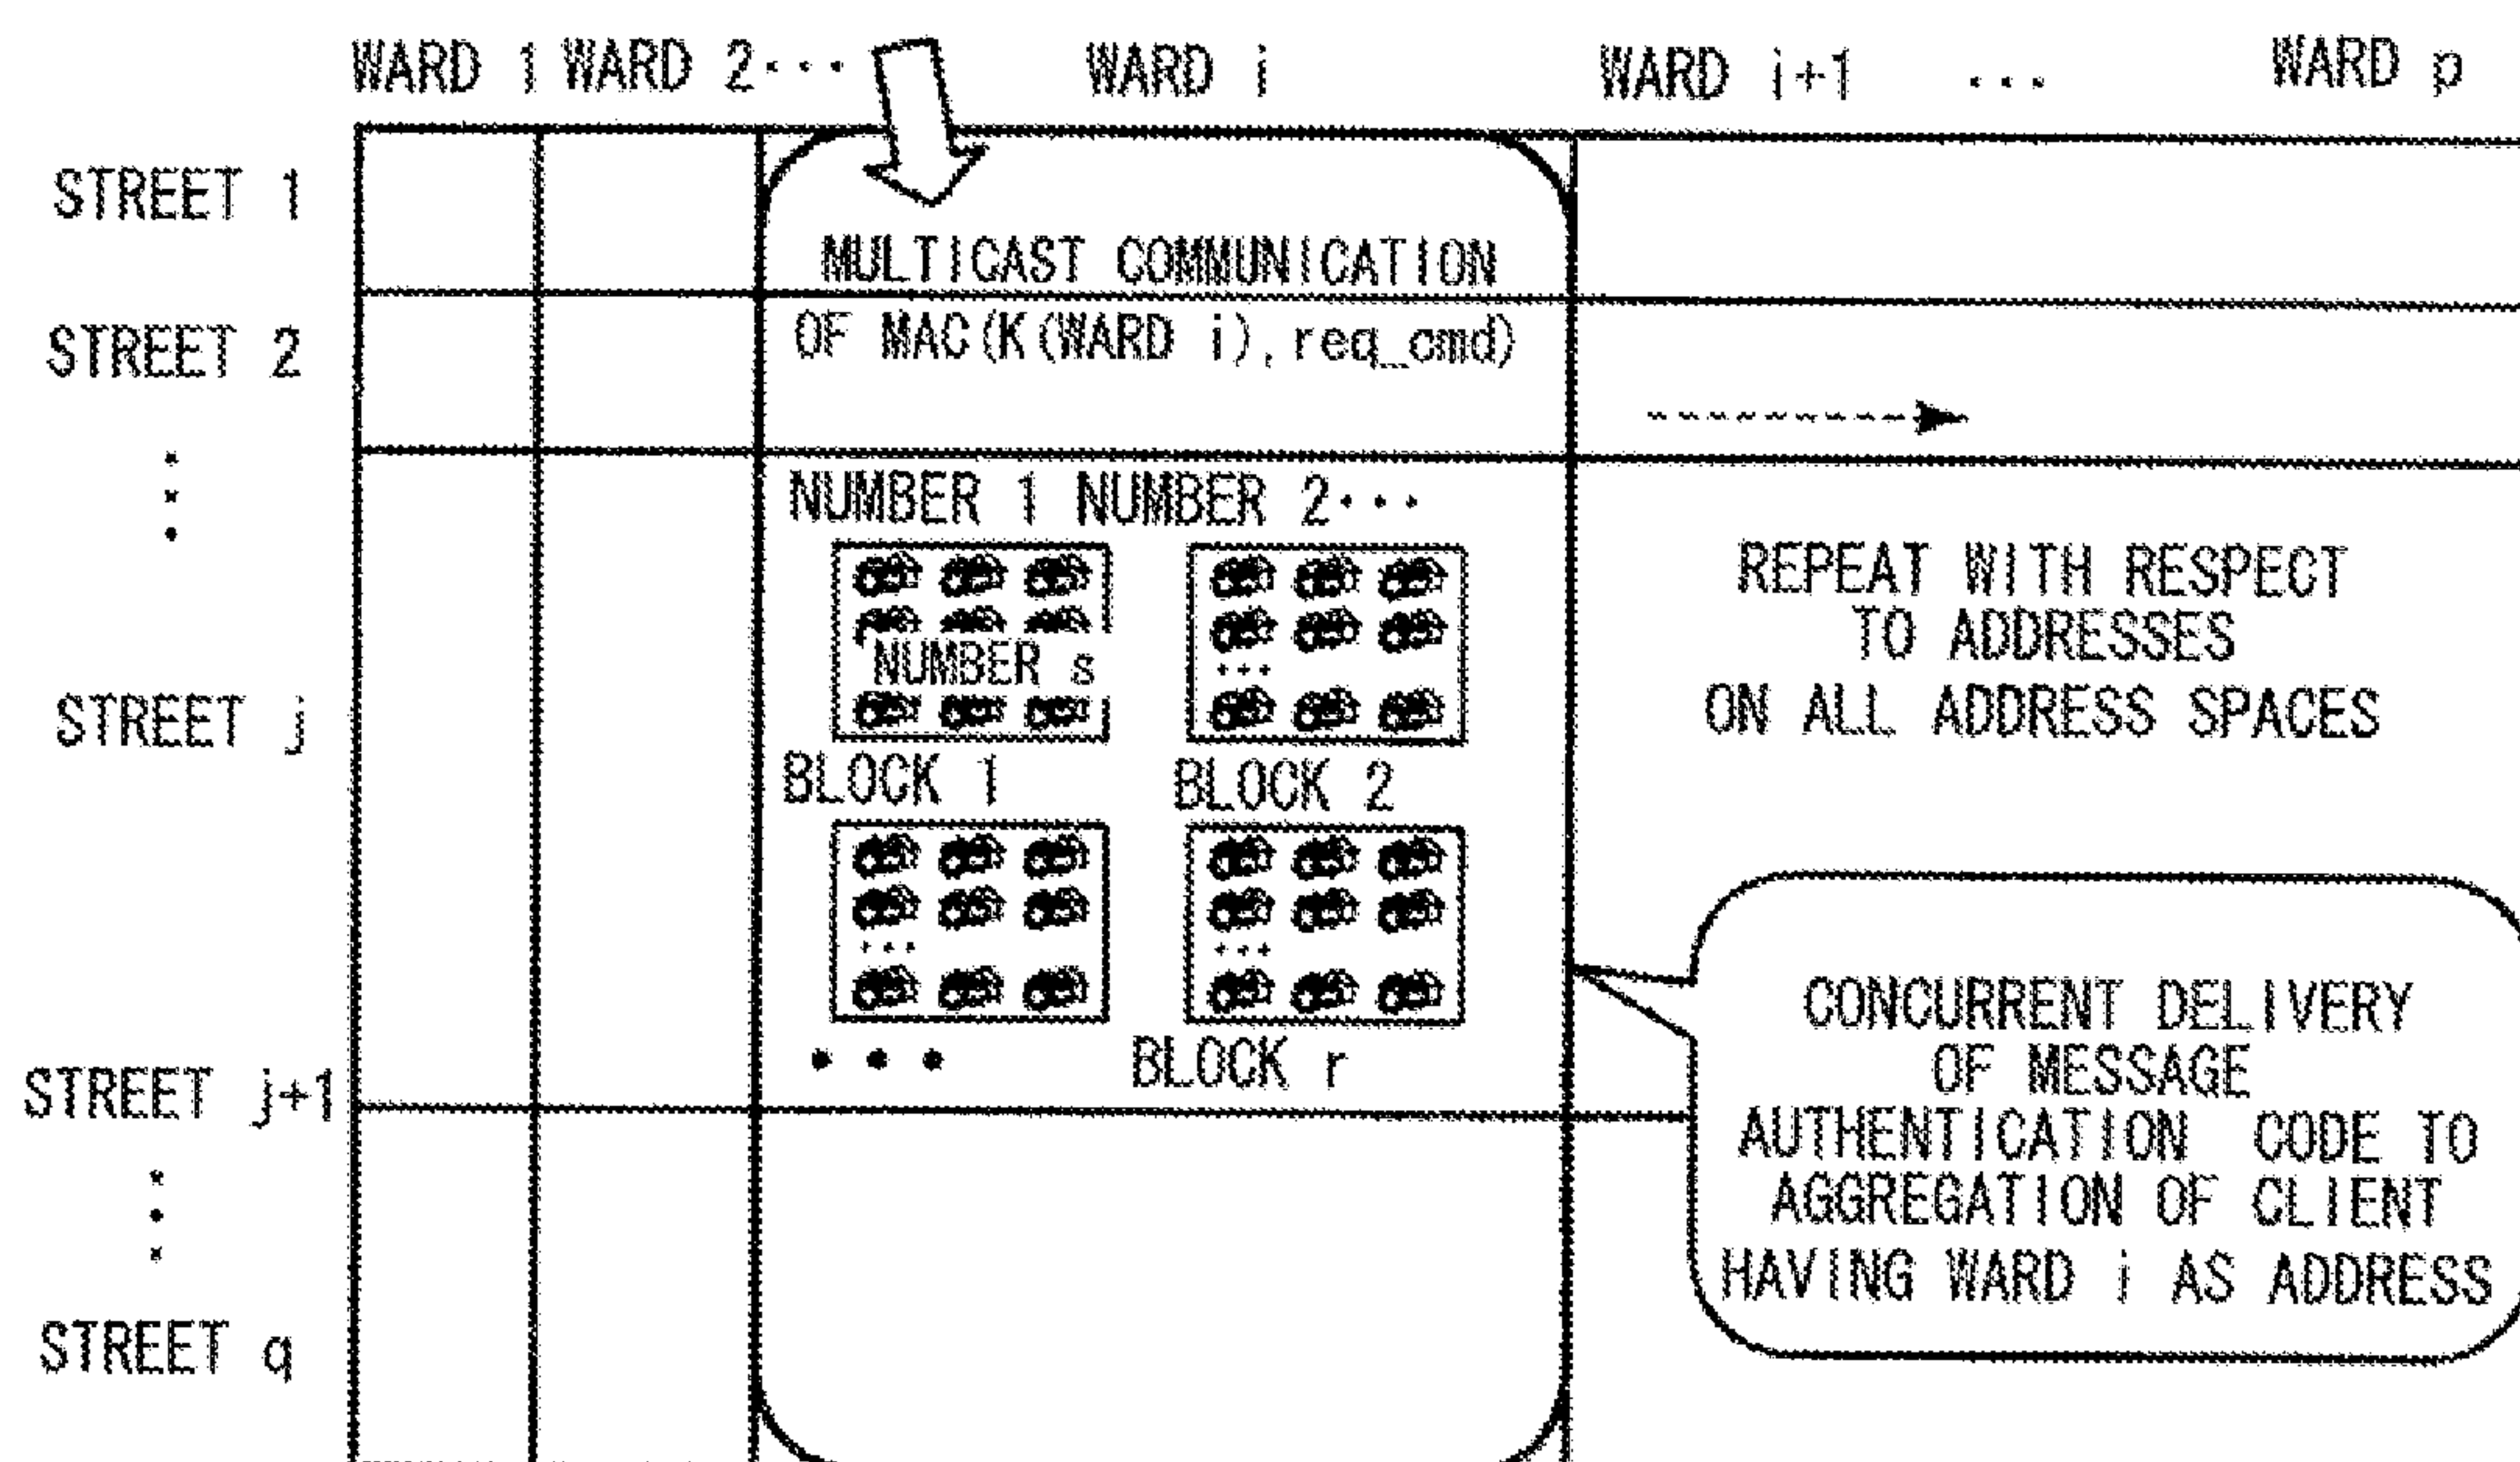 WARD 1 WARD 2··· WARD i WARD i+1 ... WARD p
STREET 1
MULTICAST COMMUNICATION
STREET 2
OF MAC(K(WARD i), req_cmd)
NUMBER 1 NUMBER 2···
NUMBER s
...
REPEAT WITH RESPECT
TO ADDRESSES
ON ALL ADDRESS SPACES
STREET j
BLOCK 1 BLOCK 2
... ...
... BLOCK r
STREET j+1
CONCURRENT DELIVERY
OF MESSAGE
AUTHENTICATION CODE TO
AGGREGATION OF CLIENT
HAVING WARD i AS ADDRESS
STREET q